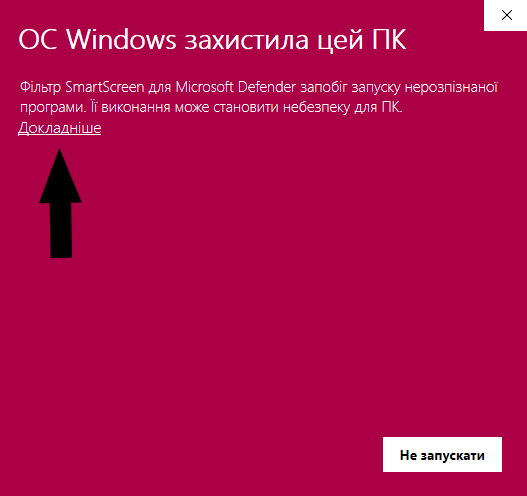 ОС Windows захистила цей ПК
Фільтр SmartScreen для Microsoft Defender запобіг запуску нерозпізнаної
програми. Її виконання може становити небезпеку для ПК.
Докладніше
Не запускати